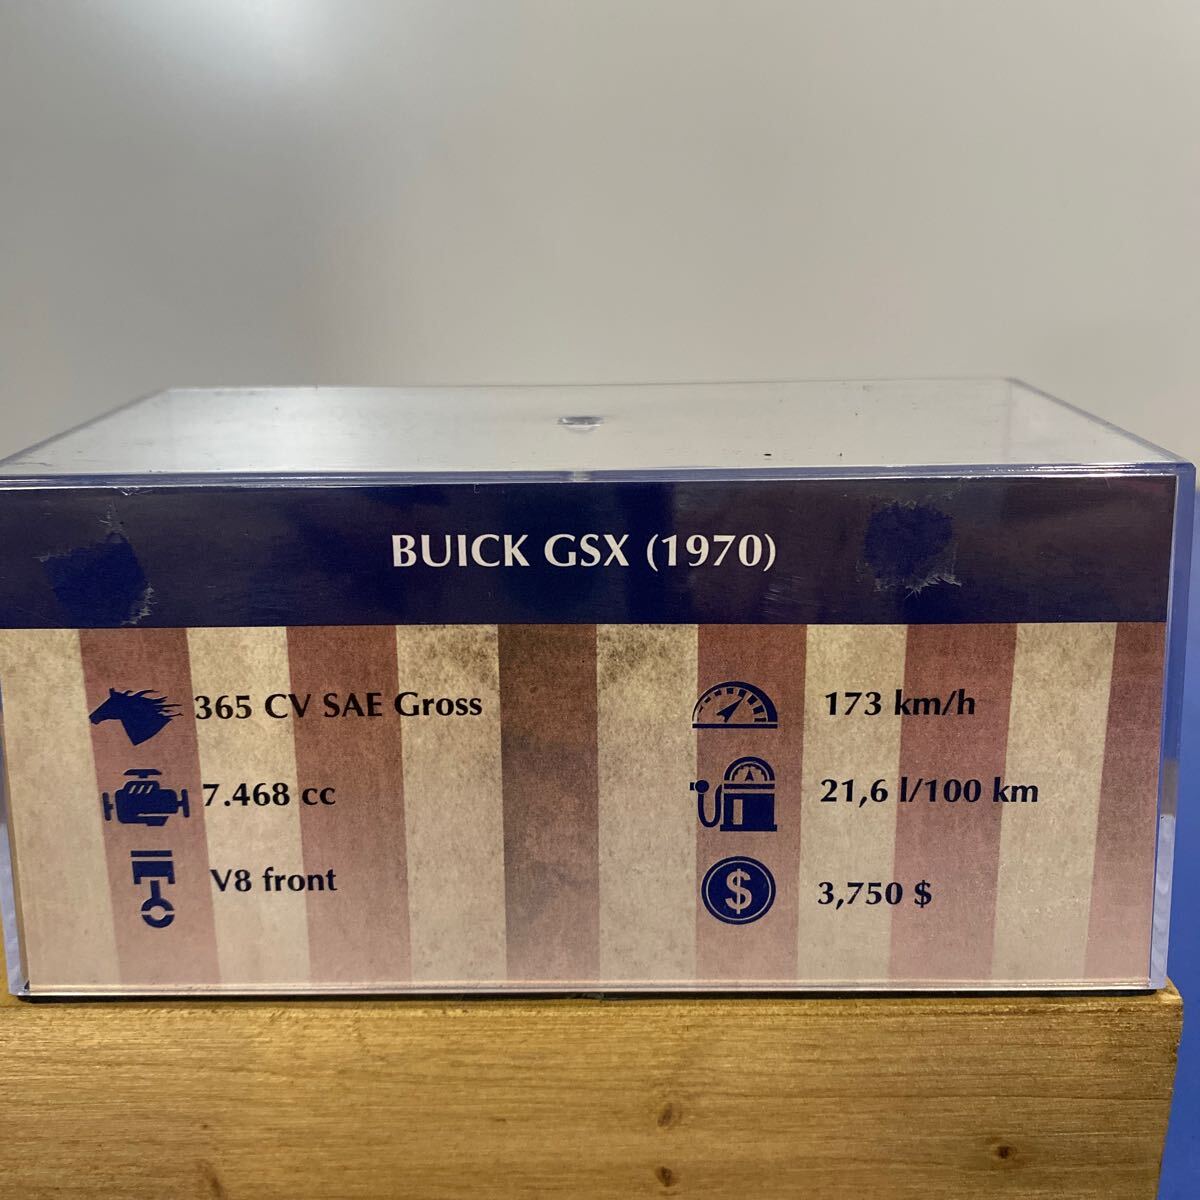 BUICK GSX (1970)
365 CV SAE Gross
7.468 cc
V8 front
173 km/h
21,6 l/100 km
$
3,750 $